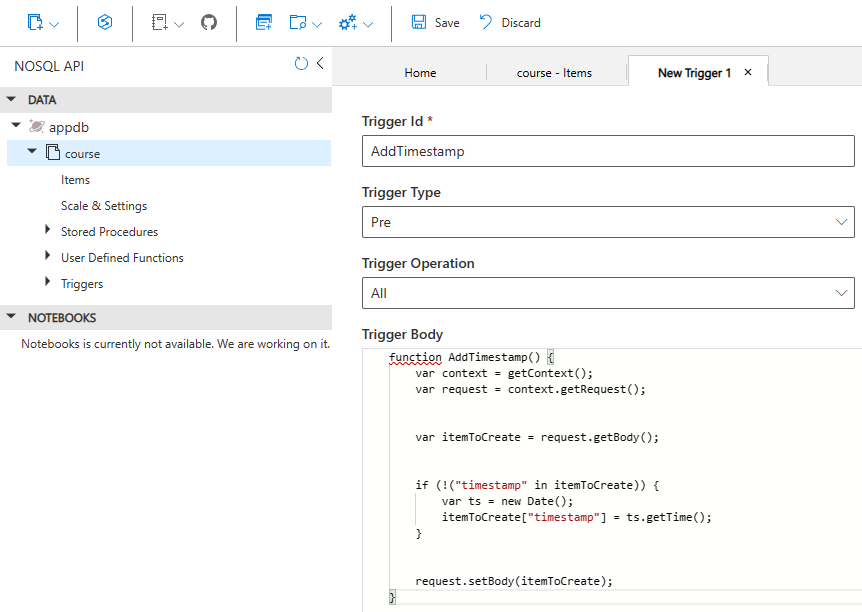 Save
Discard
NOSQL API
DATA
appdb
course
Items
Scale & Settings
Stored Procedures
User Defined Functions
Triggers
NOTEBOOKS
Notebooks is currently not available. We are working on it.
Home
course - Items
New Trigger 1
Trigger Id *
AddTimestamp
Trigger Type
Pre
Trigger Operation
All
Trigger Body
function AddTimestamp() {
var context = getContext();
var request = context.getRequest();
var itemToCreate = request.getBody();
if (!("timestamp" in itemToCreate)) {
var ts = new Date();
itemToCreate["timestamp"] = ts.getTime();
}
request.setBody(itemToCreate);
}